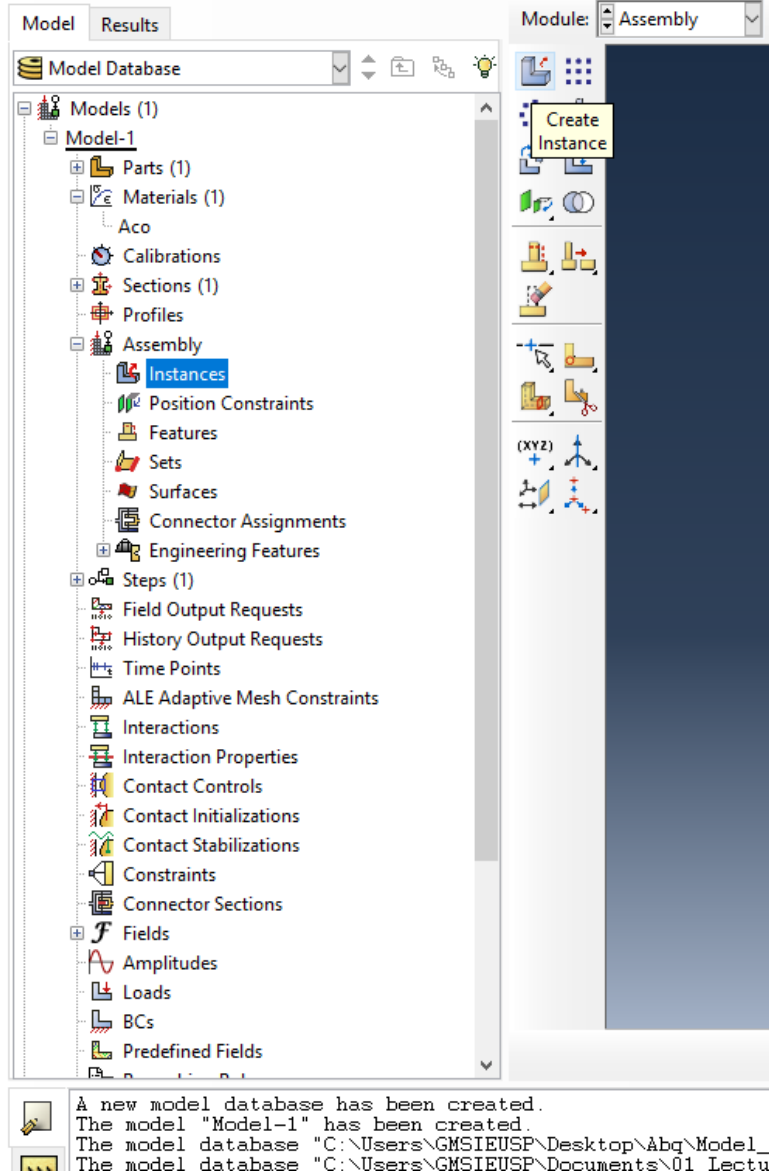 Model Results
Module: Assembly
Model Database
Models (1)
Create
Instance
Model-1
Parts (1)
Materials (1)
Aco
Calibrations
Sections (1)
Profiles
Assembly
Instances
Position Constraints
Features
Sets
(XYZ)
Surfaces
Connector Assignments
Engineering Features
Steps (1)
Field Output Requests
History Output Requests
Time Points
ALE Adaptive Mesh Constraints
Interactions
Interaction Properties
Contact Controls
Contact Initializations
Contact Stabilizations
Constraints
Connector Sections
Fields
Amplitudes
Loads
BCs
Predefined Fields
A new model database has been created.
The model "Model-1" has been created.
The model database "C:\Users\GMSIEUSP\Desktop\Abq\Model_
The model database "C:\Users\GMSIEUSP\Documents\01_Lectu